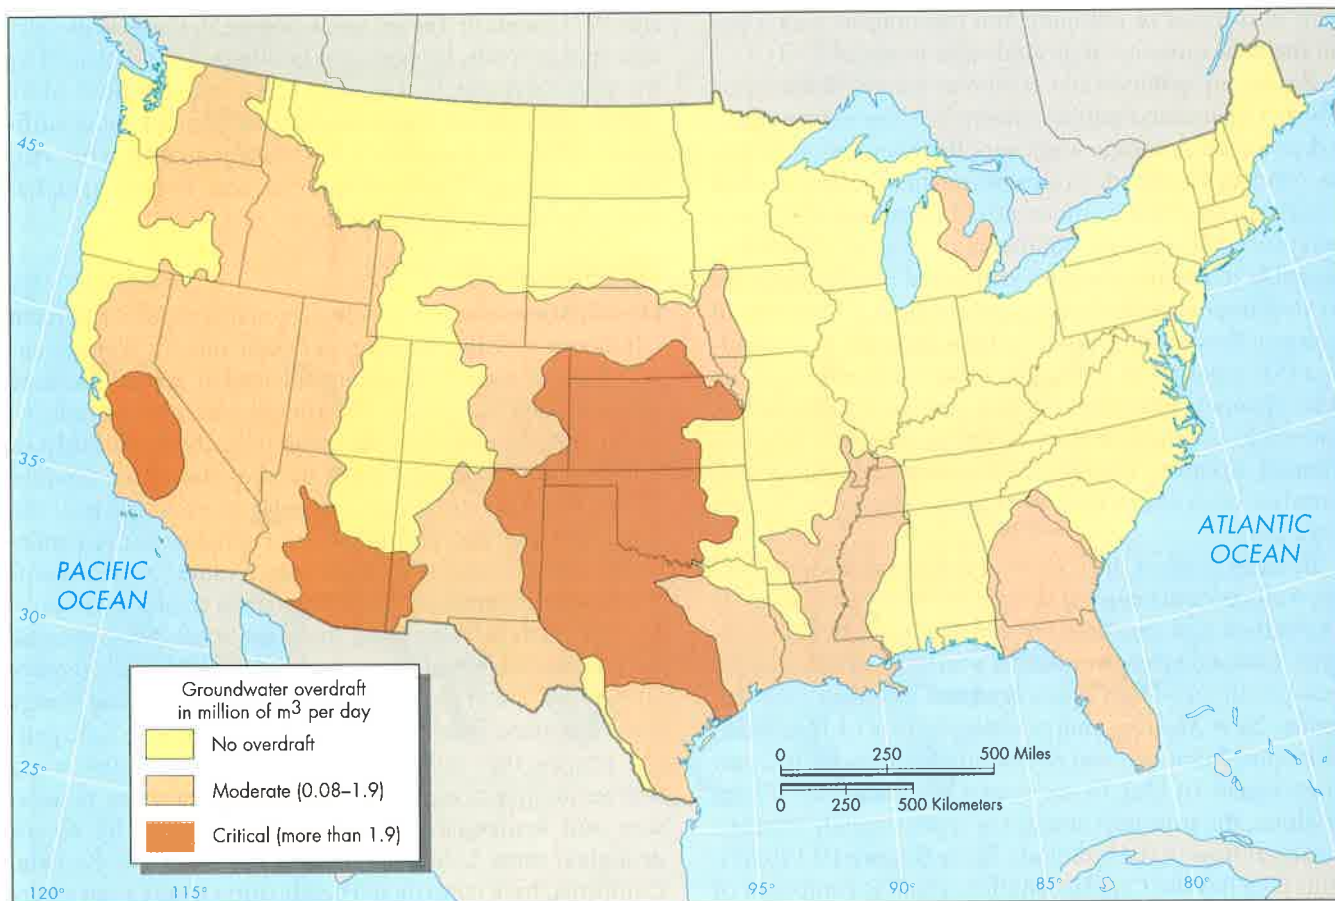 45°
35°
30°
25°
120°
115°
95°
90°
85°
80°
PACIFIC
OCEAN
ATLANTIC
OCEAN
Groundwater overdraft
in million of m³ per day
No overdraft
Moderate (0.08–1.9)
Critical (more than 1.9)
0 250 500 Miles
0 250 500 Kilometers